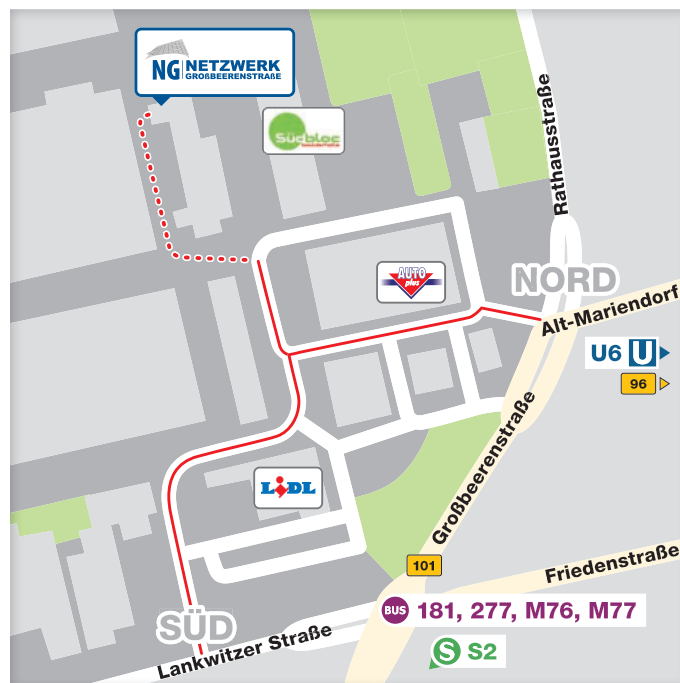 NG NETZWERK
GROßBEERENSTRAßE
Südbloc
Rathausstraße
AUTO
plus
NORD
Alt-Mariendorf
U6 U
96
Großbeerenstraße
LIDL
101
Friedenstraße
BUS 181, 277, M76, M77
SÜD
Lankwitzer Straße
S S2